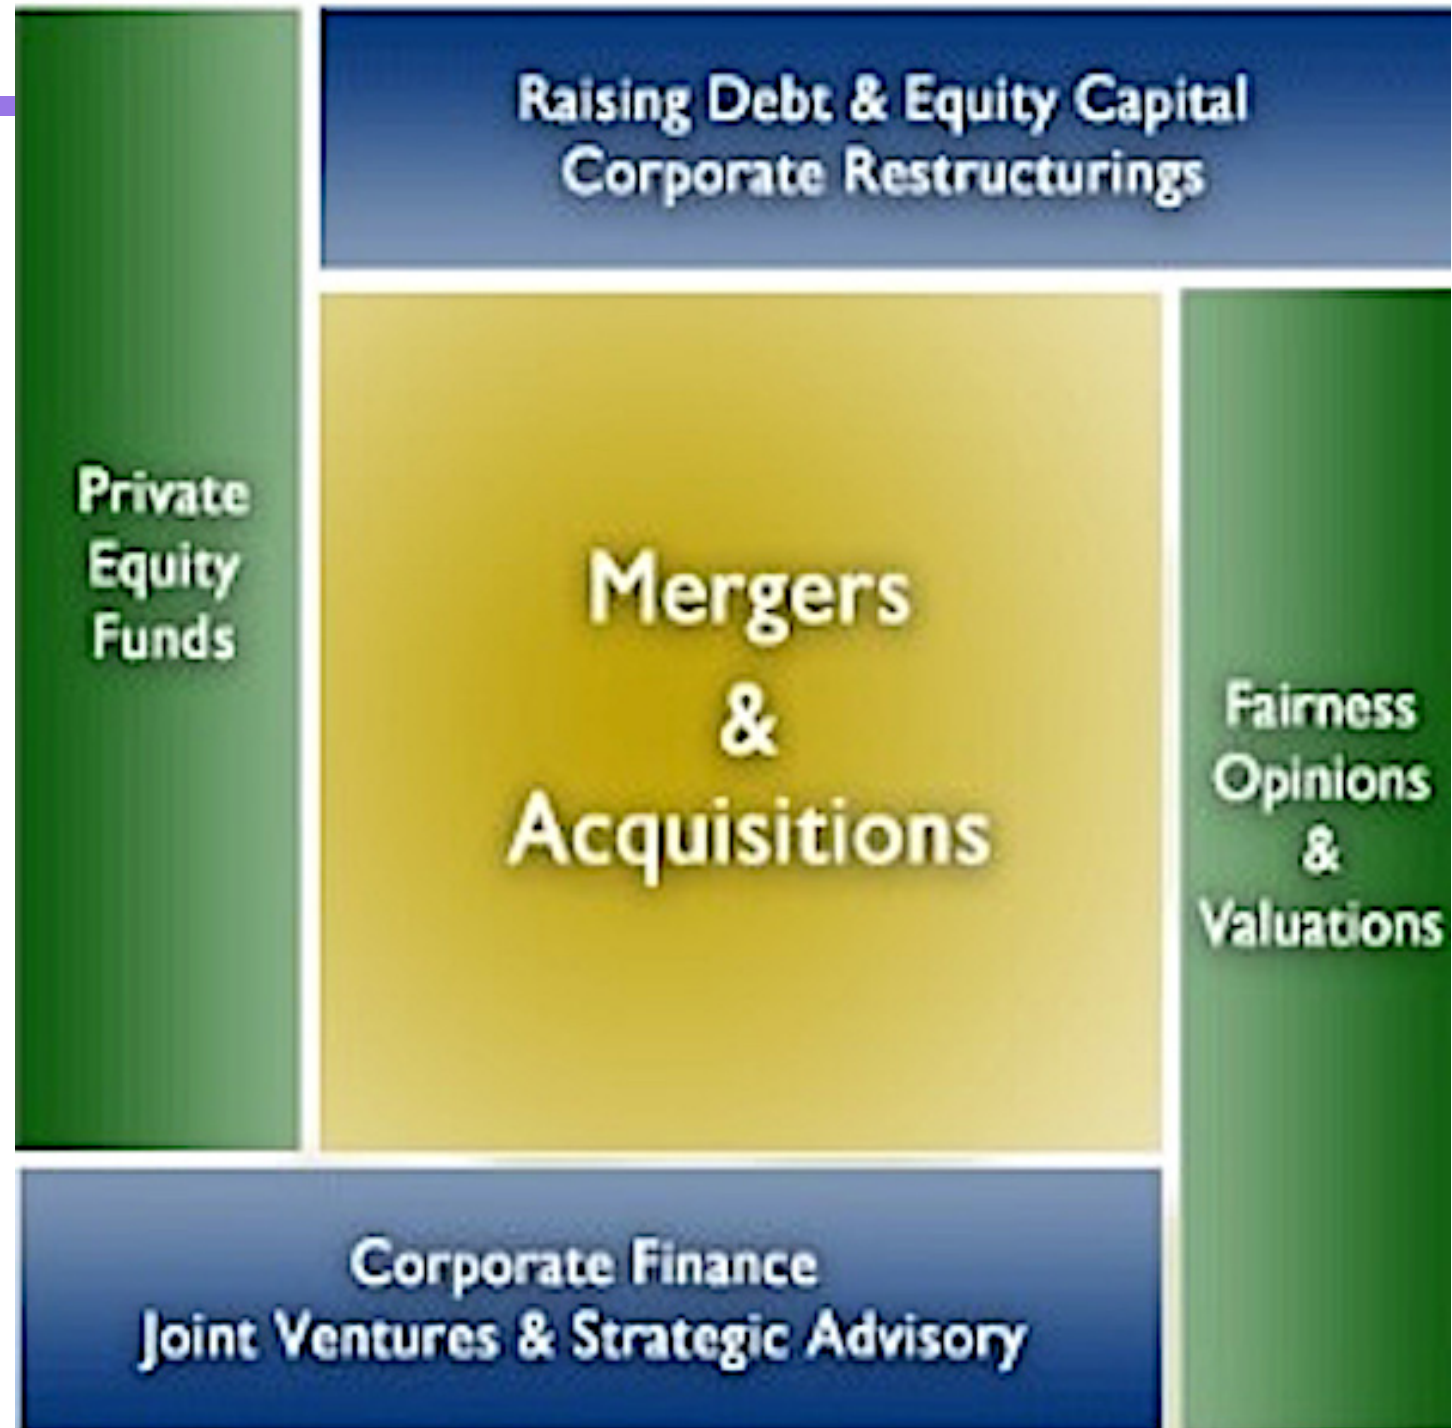 Raising Debt & Equity Capital
Corporate Restructurings
Private
Equity
Funds
Mergers
&
Acquisitions
Fairness
Opinions
&
Valuations
Corporate Finance
Joint Ventures & Strategic Advisory